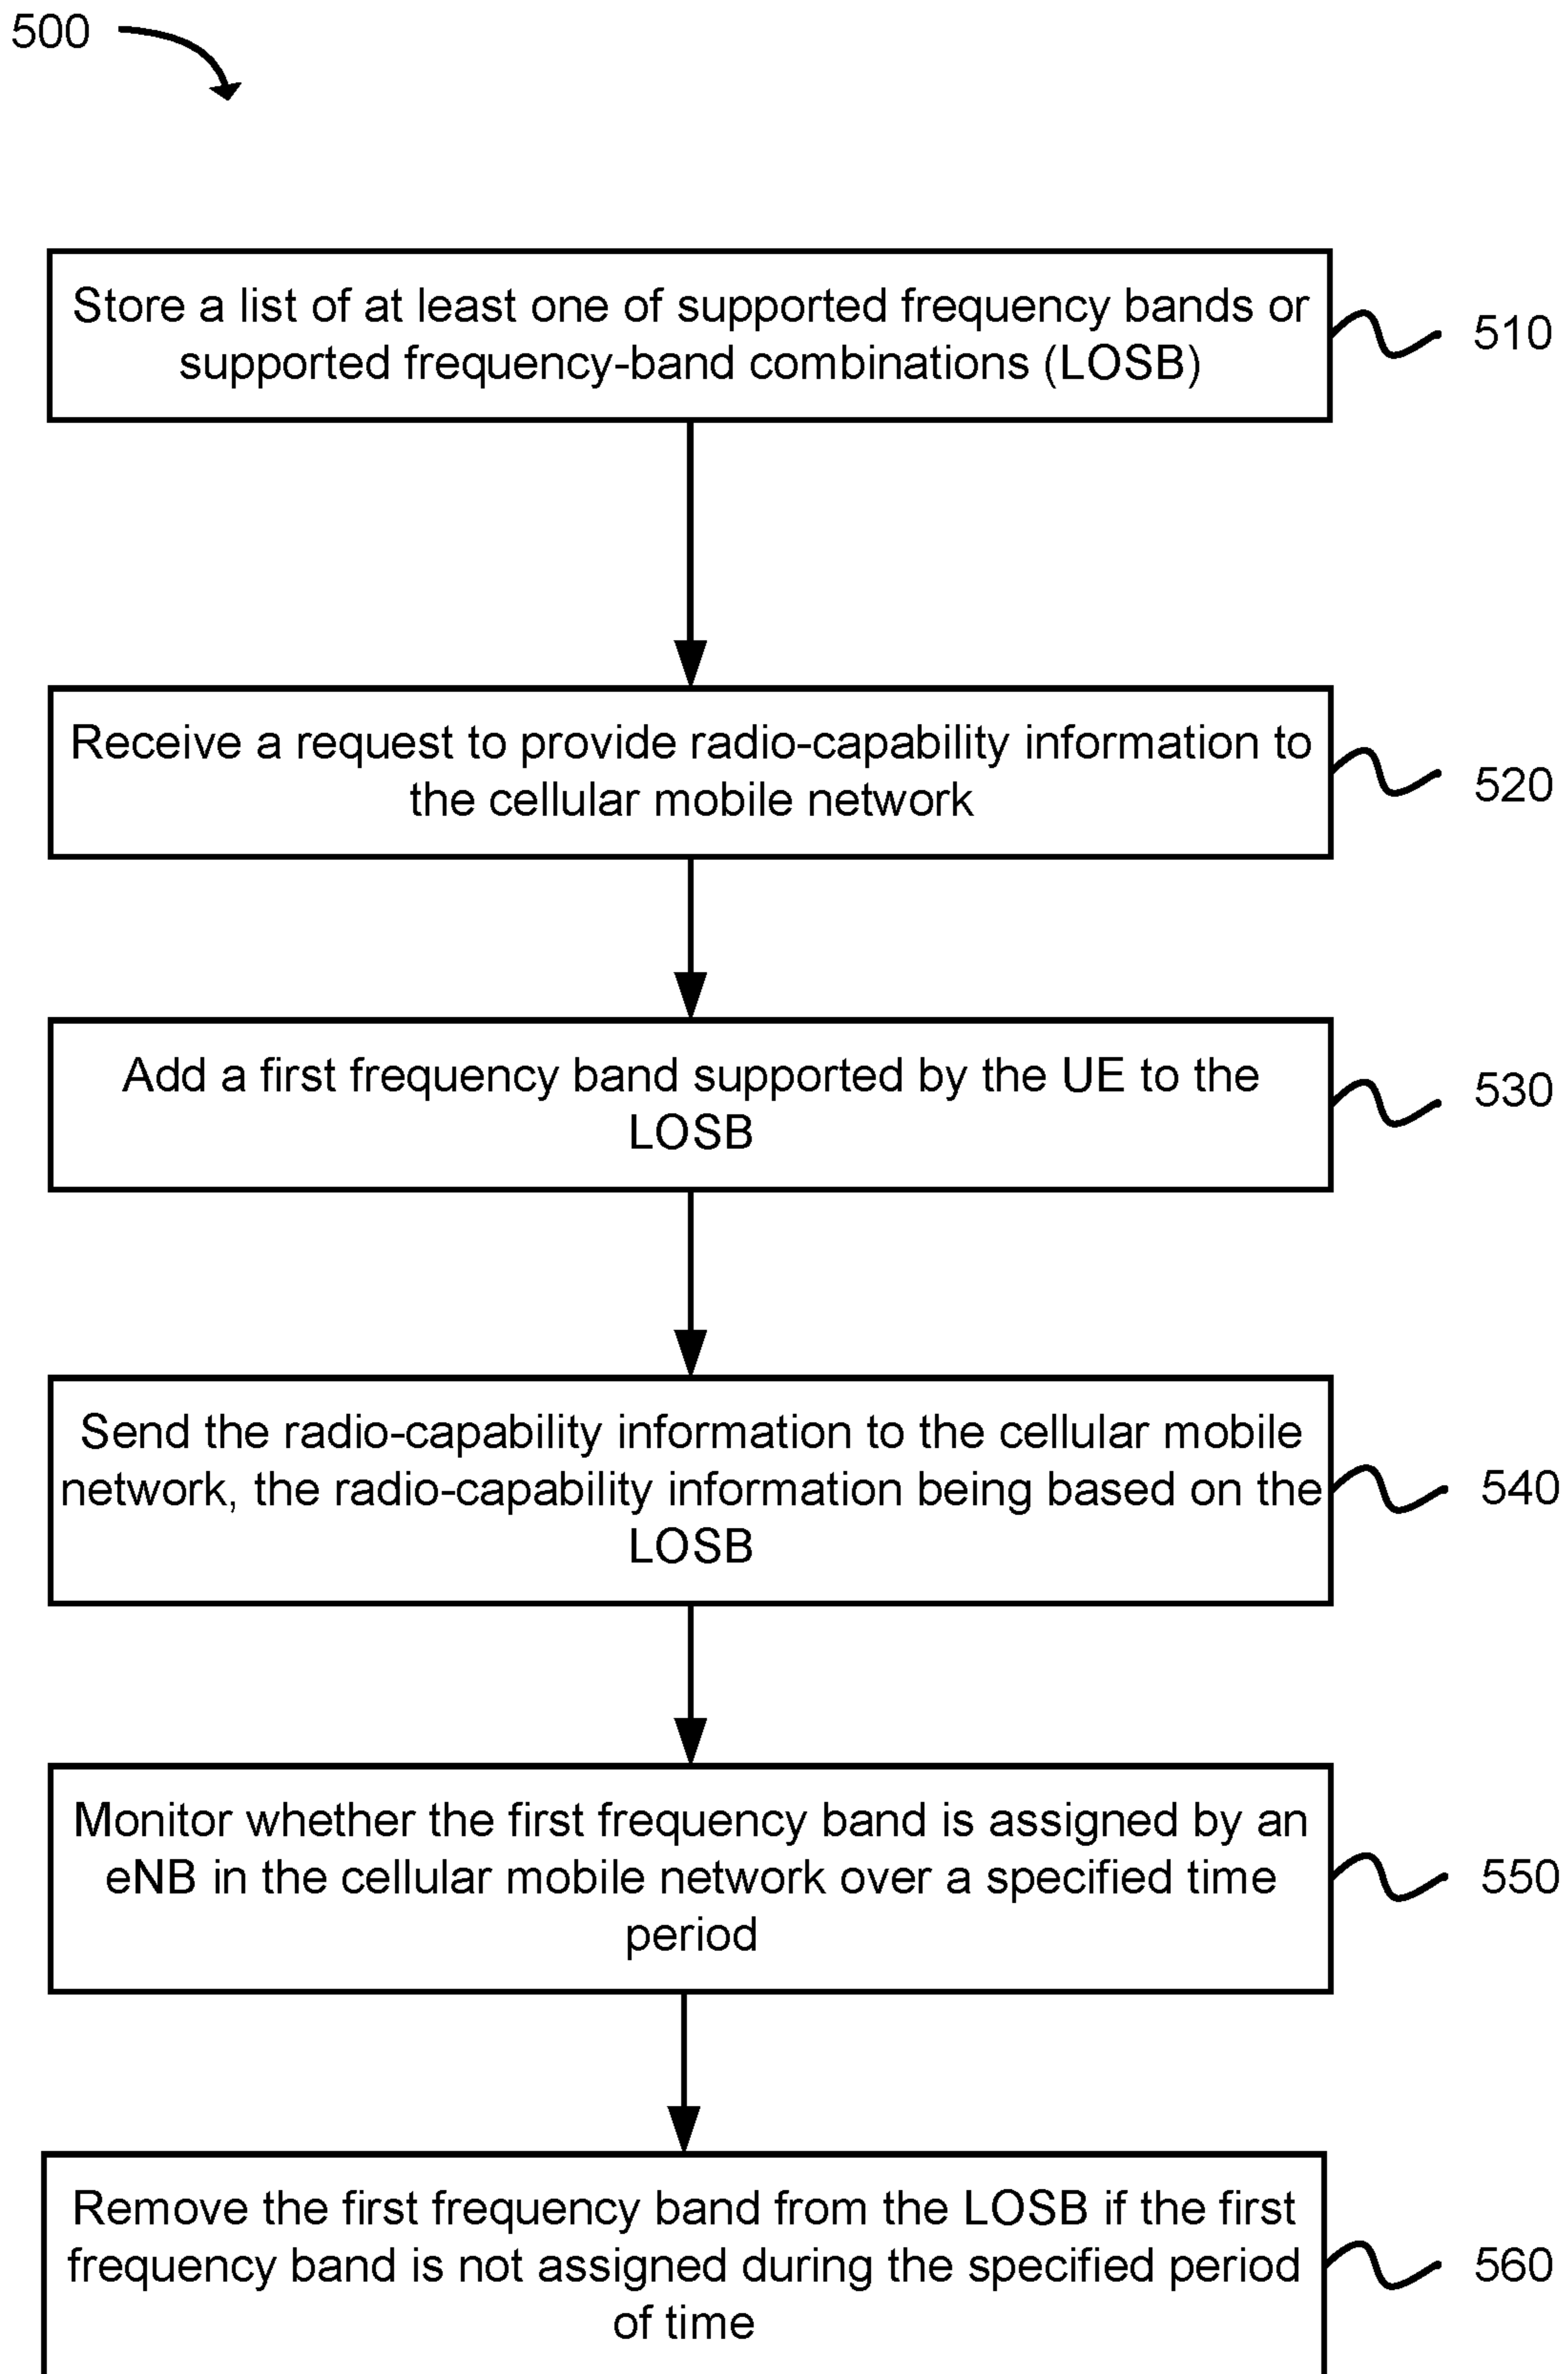 500
Store a list of at least one of supported frequency bands or
supported frequency-band combinations (LOSB)
510
Receive a request to provide radio-capability information to
the cellular mobile network
520
Add a first frequency band supported by the UE to the
LOSB
530
Send the radio-capability information to the cellular mobile
network, the radio-capability information being based on the
LOSB
540
Monitor whether the first frequency band is assigned by an
eNB in the cellular mobile network over a specified time
period
550
Remove the first frequency band from the LOSB if the first
frequency band is not assigned during the specified period
of time
560